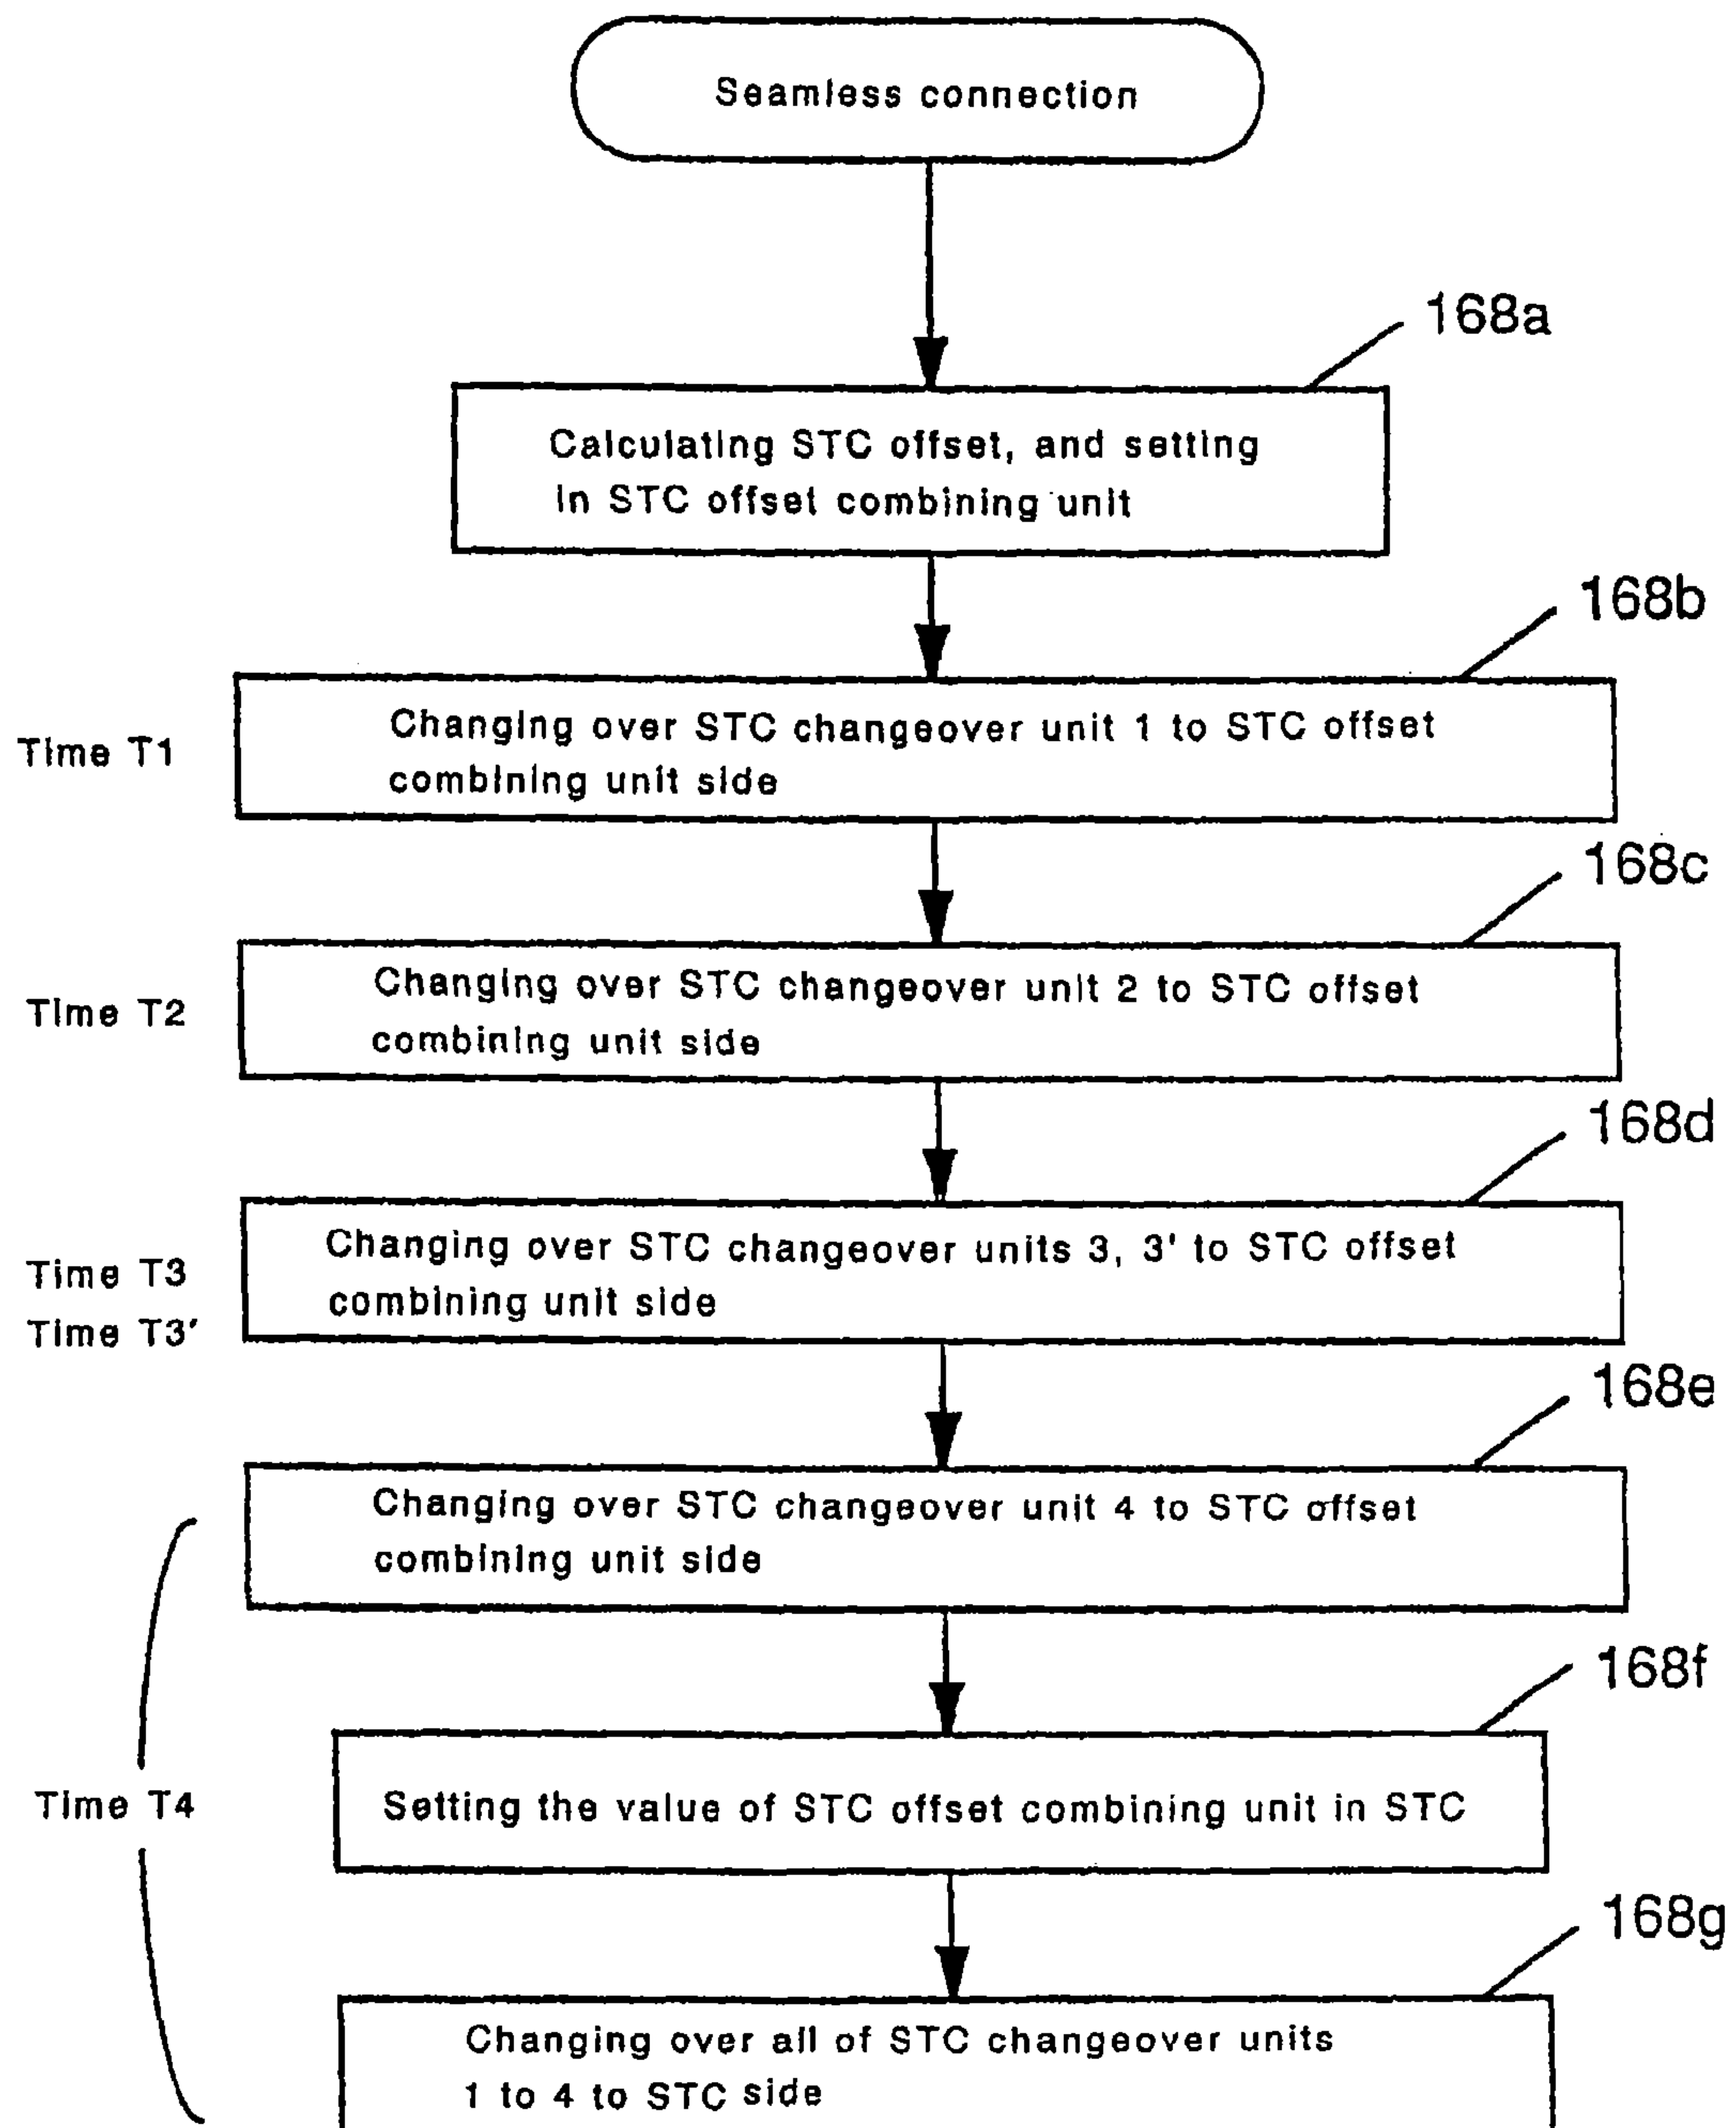 Seamless connection
168a
Calculating STC offset, and setting
in STC offset combining unit
168b
Time T1
Changing over STC changeover unit 1 to STC offset
combining unit side
168c
Time T2
Changing over STC changeover unit 2 to STC offset
combining unit side
168d
Time T3
Time T3'
Changing over STC changeover units 3, 3' to STC offset
combining unit side
168e
Changing over STC changeover unit 4 to STC offset
combining unit side
168f
Time T4
Setting the value of STC offset combining unit in STC
168g
Changing over all of STC changeover units
1 to 4 to STC side